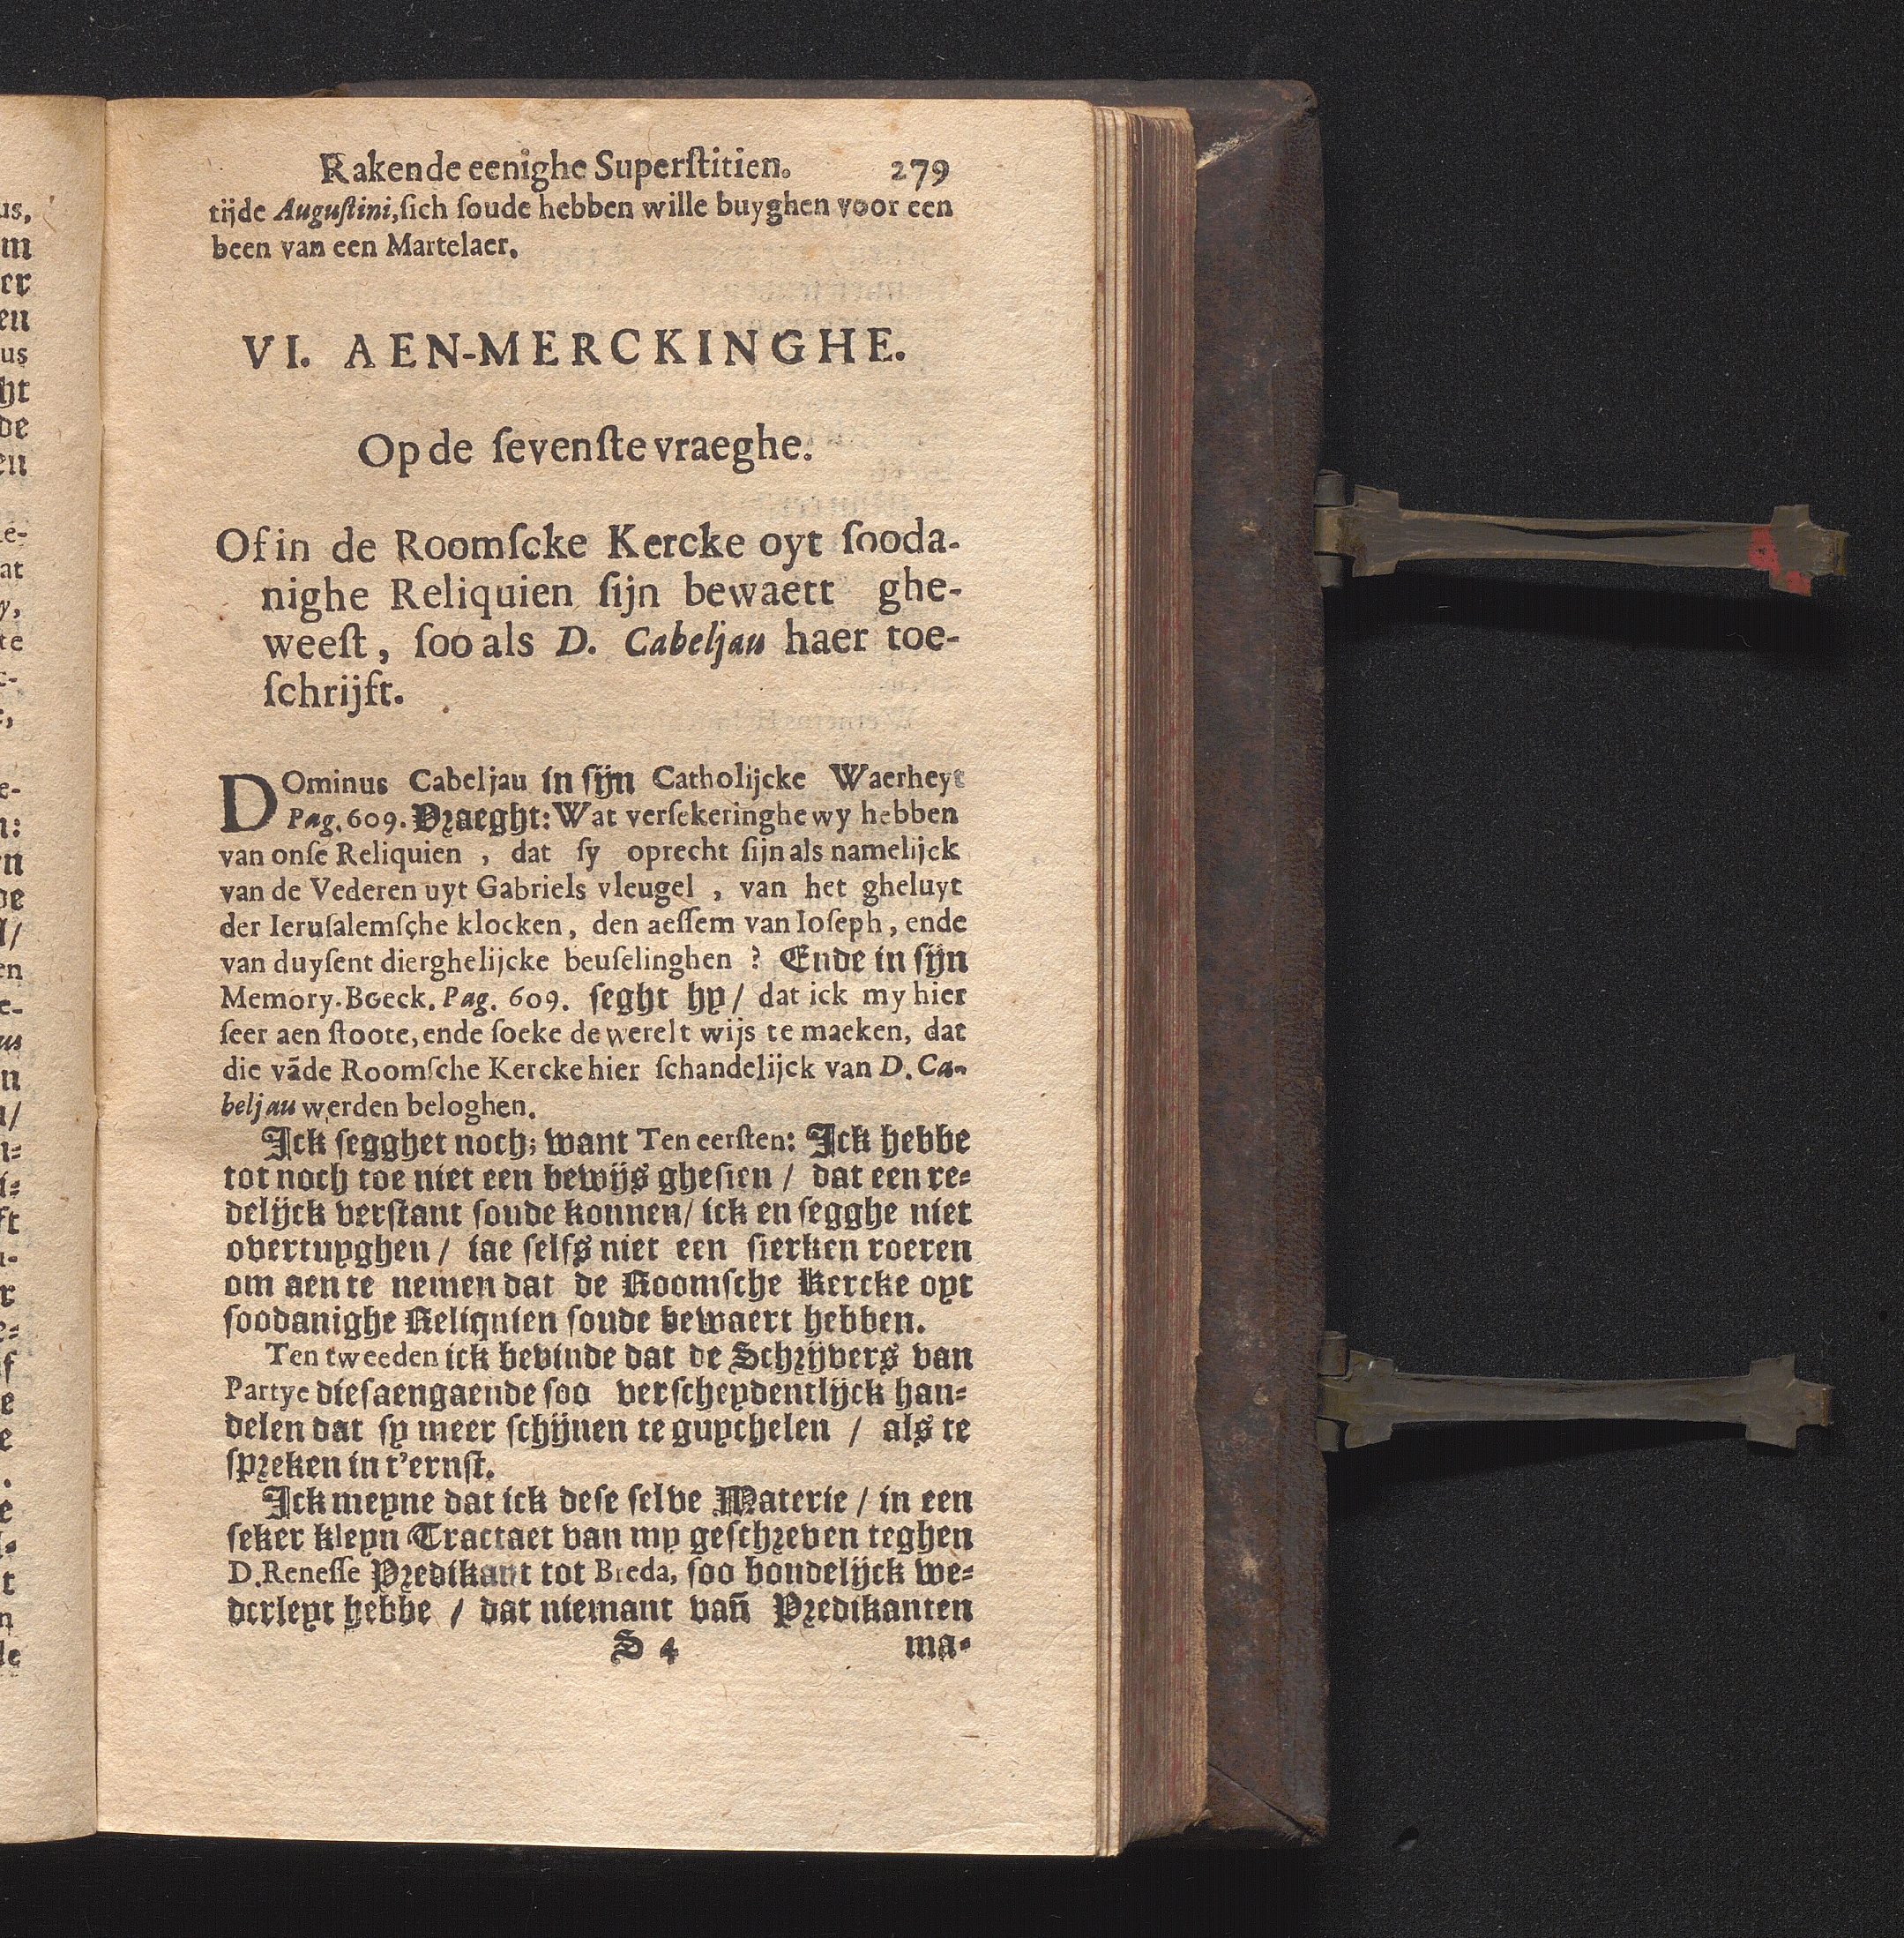 Rakende eenighe Superſtitien. 279
tijde Auguſtini, ſich ſoude hebben wille buyghen voor een
been van een Martelaer.
VI. AEN-MERCKINGHE.
Op de ſevenſte vraeghe.
Of in de Roomſcke Kercke oyt ſooda-
nighe Reliquien ſijn bewaert ghe-
weeſt, ſoo als D. Cabeljau haer toe-
ſchrijft.
DOminus Cabeljau in ſijn Catholijcke Waerheyt
Pag. 609. Vraeght: Wat verſekeringhe wy hebben
van onſe Reliquien, dat ſy oprecht ſijn als namelijck
van de Vederen uyt Gabriels vleugel, van het gheluyt
der Ieruſalemſche klocken, den aeſſem van Ioſeph, ende
van duyſent dierghelijcke beuſelinghen? Ende in ſijn
Memory-Boeck. Pag. 609. ſeght hy / dat ick my hier
ſeer aen ſtoote, ende ſoeke de werelt wijs te maeken, dat
die vāde Roomſche Kercke hier ſchandelijck van D. Ca-
beljau werden beloghen.
Ick ſegghet noch; want Ten eerſten: Ick hebbe
tot noch toe niet een bewijs gheſien / dat een re-
delijck verſtant ſoude konnen / ick en ſegghe niet
overtuyghen / iae ſelfs niet een ſierken roeren
om aen te nemen dat de Roomſche Kercke oyt
ſoodanighe Reliqnien ſoude bewaert hebben.
Ten tweeden ick bevinde dat de Schrijvers van
Partye dieſaengaende ſoo verſcheydentlijck han-
delen dat ſy meer ſchijnen te guychelen / als te
ſpreken in t'ernſt.
Ick meyne dat ick deſe ſelve Materie / in een
ſeker kleyn Tractaet van my geſchreven teghen
D. Reneſſe Predikant tot Breda, ſoo bondelijck we-
derleyt hebbe / dat niemant vañ Predikanten
S 4 ma-